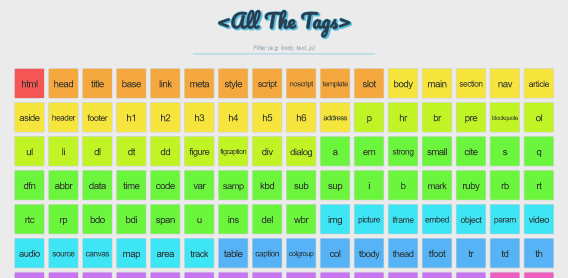 <All The Tags>
Filter (e.g. body, text, js)
html head title base link meta style script noscript template slot body main section nav article
aside header footer h1 h2 h3 h4 h5 h6 address p hr br pre blockquote ol
ul li dl dt dd figure figcaption div dialog a em strong small cite s q
dfn abbr data time code var samp kbd sub sup i b mark ruby rb rt
rtc rp bdo bdi span u ins del wbr img picture iframe embed object param video
audio source canvas map area track table caption colgroup col tbody thead tfoot tr td th